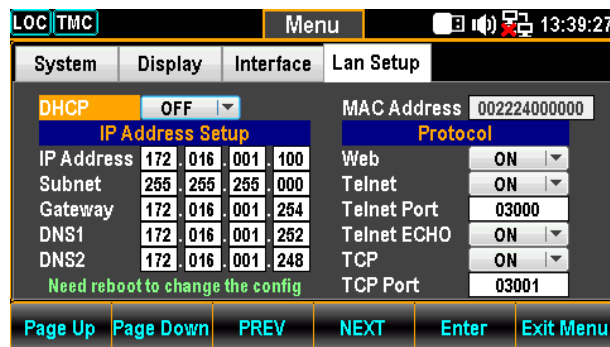 LOC TMC Menu 13:39:27
System Display Interface Lan Setup
DHCP OFF MAC Address 002224000000
IP Address Setup Protocol
IP Address 172 . 016 . 001 . 100 Web ON
Subnet 255 . 255 . 255 . 000 Telnet ON
Gateway 172 . 016 . 001 . 254 Telnet Port 03000
DNS1 172 . 016 . 001 . 252 Telnet ECHO ON
DNS2 172 . 016 . 001 . 248 TCP ON
Need reboot to change the config TCP Port 03001
Page Up Page Down PREV NEXT Enter Exit Menu